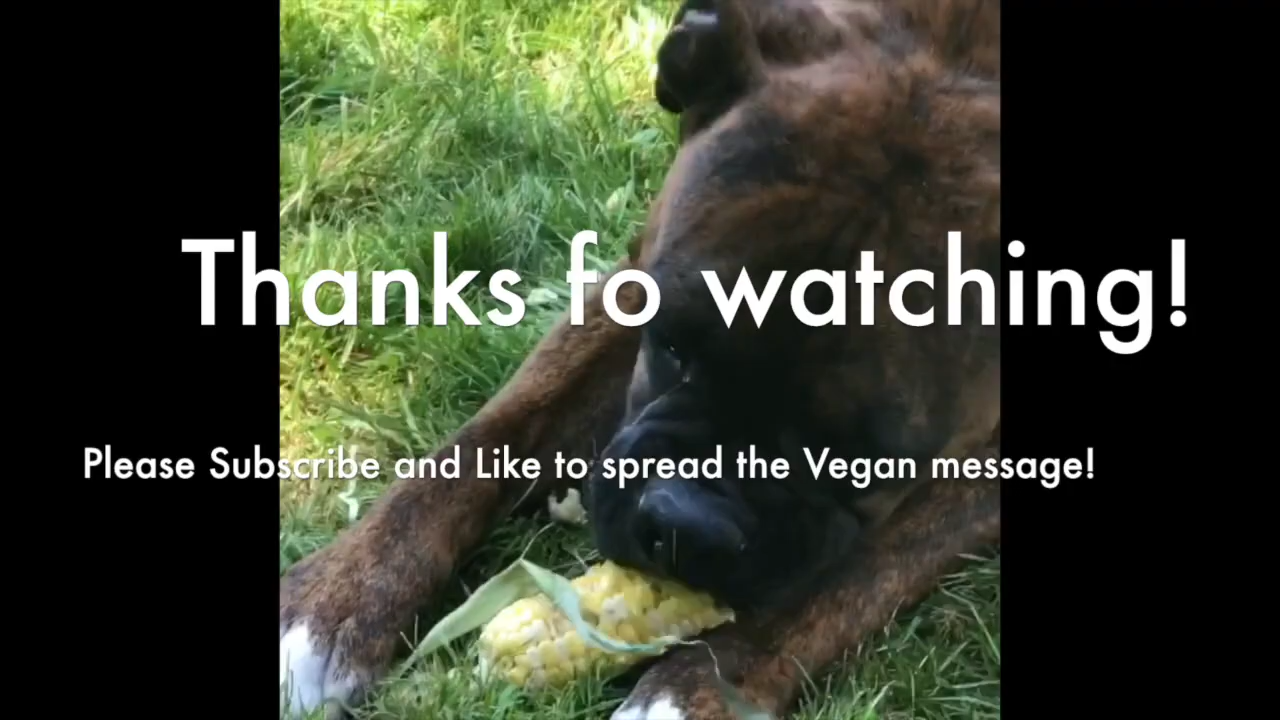 Thanks fo watching!
Please Subscribe and Like to spread the Vegan message!